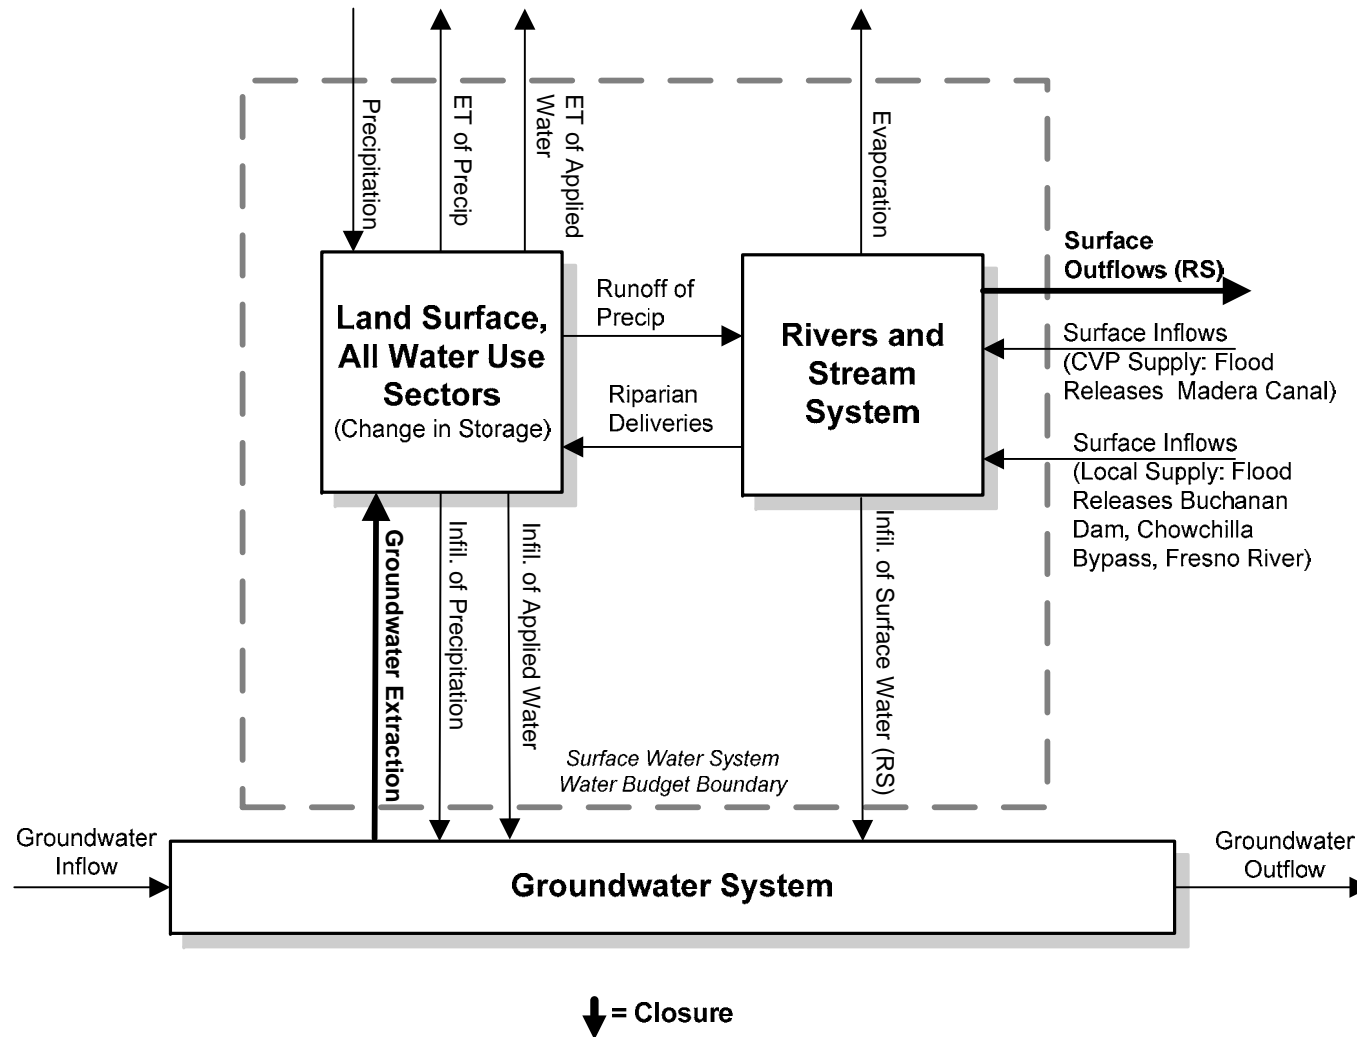 Precipitation
ET of Precip
ET of Applied
Water
Evaporation
Surface
Outflows (RS)
Land Surface,
All Water Use
Sectors
(Change in Storage)
Runoff of
Precip
Riparian
Deliveries
Rivers and
Stream
System
Surface Inflows
(CVP Supply: Flood
Releases Madera Canal)
Surface Inflows
(Local Supply: Flood
Releases Buchanan
Dam, Chowchilla
Bypass, Fresno River)
Groundwater Extraction
Infil. of Precipitation
Infil. of Applied Water
Infil. of Surface Water (RS)
Surface Water System
Water Budget Boundary
Groundwater
Inflow
Groundwater System
Groundwater
Outflow
= Closure